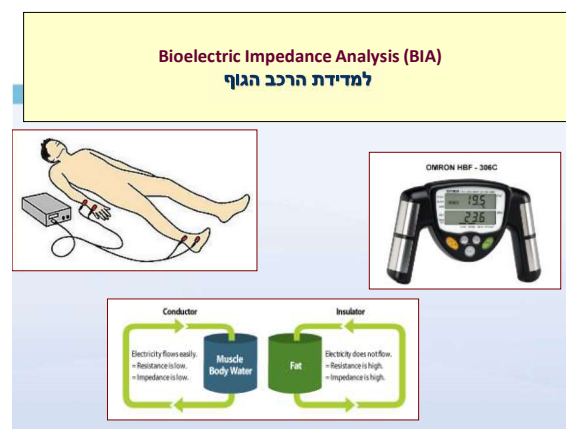 Bioelectric Impedance Analysis (BIA)
למדידת הרכב הגוף
OMRON HBF - 306C
19.5
23.6
Conductor
Electricity flows easily.
= Resistance is low.
= Impedance is low.
Muscle
Body Water
Insulator
Fat
Electricity does not flow.
= Resistance is high.
= Impedance is high.